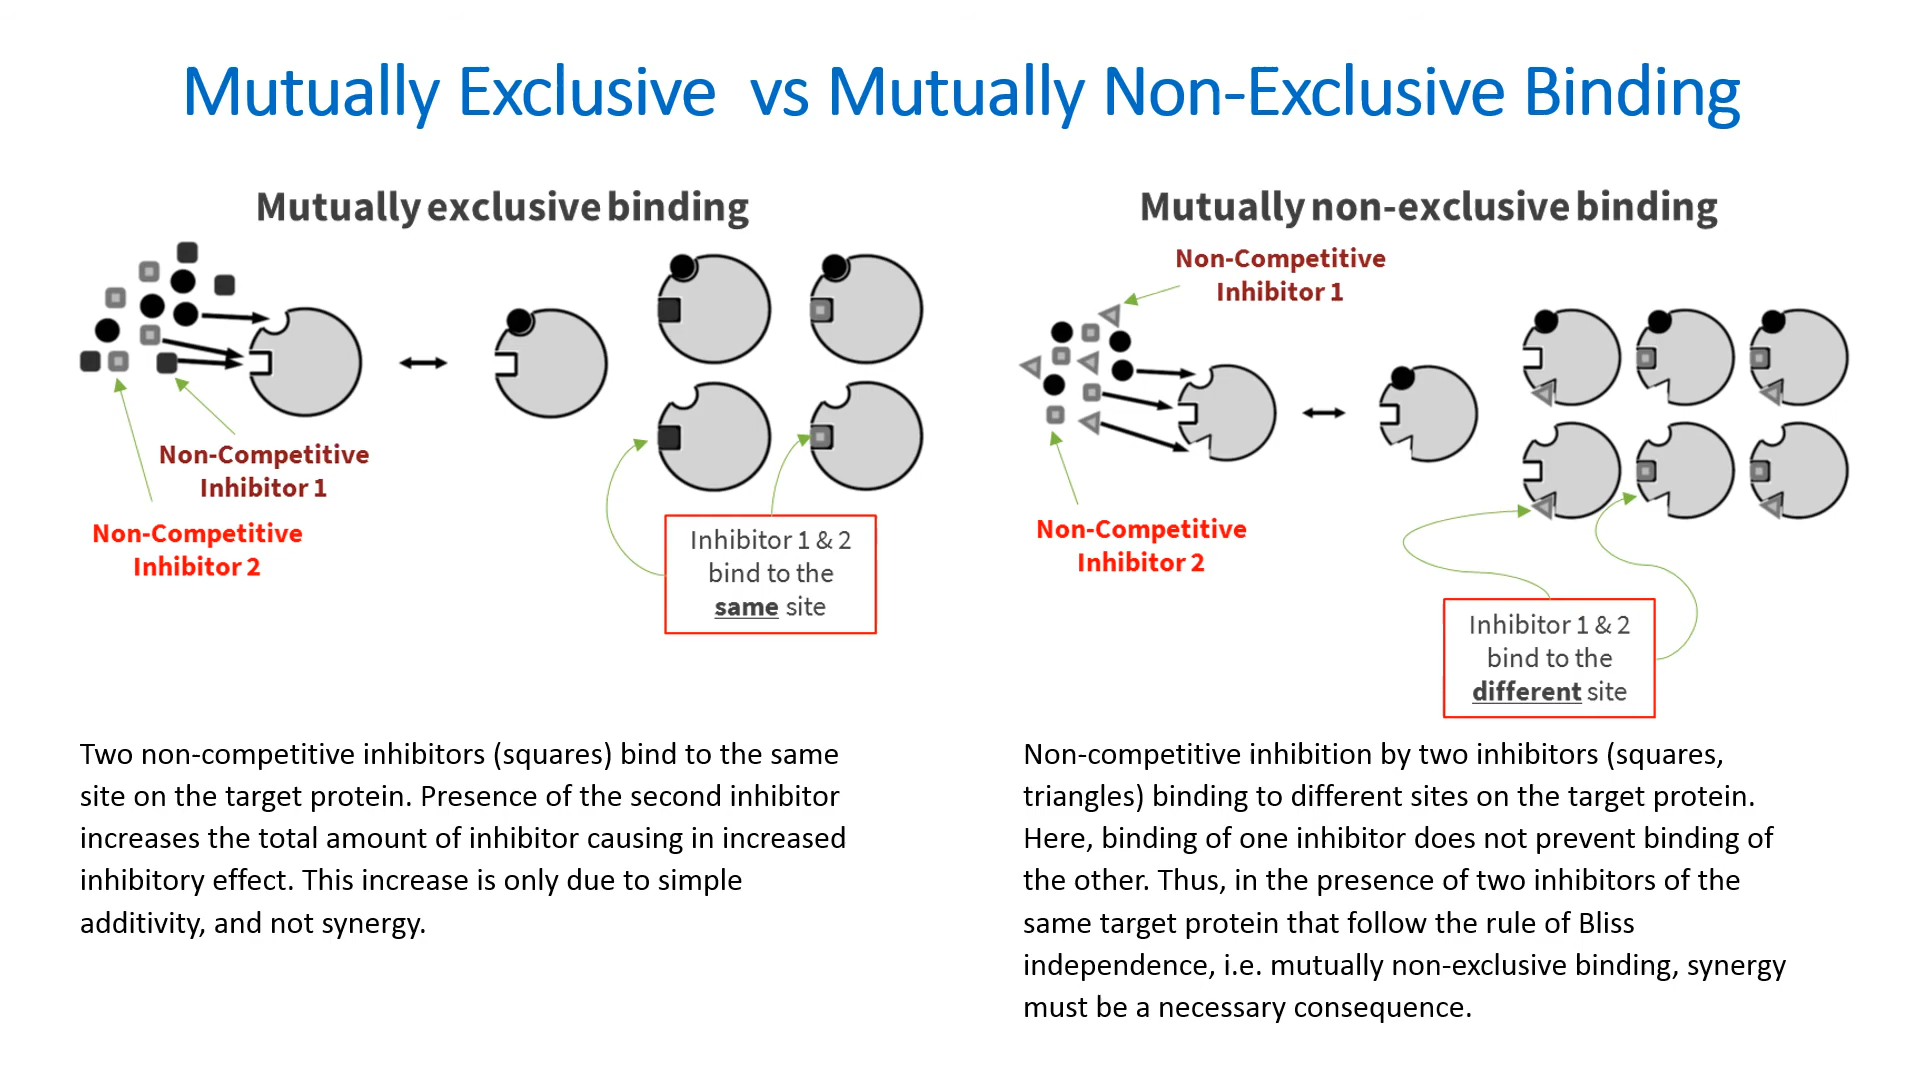 Mutually Exclusive  vs Mutually Non-Exclusive Binding
Mutually exclusive binding
Non-Competitive
Inhibitor 1
Non-Competitive
Inhibitor 2
Inhibitor 1 & 2
bind to the
same site
Two non-competitive inhibitors (squares) bind to the same
site on the target protein. Presence of the second inhibitor
increases the total amount of inhibitor causing in increased
inhibitory effect. This increase is only due to simple
additivity, and not synergy.
Mutually non-exclusive binding
Non-Competitive
Inhibitor 1
Non-Competitive
Inhibitor 2
Inhibitor 1 & 2
bind to the
different site
Non-competitive inhibition by two inhibitors (squares,
triangles) binding to different sites on the target protein.
Here, binding of one inhibitor does not prevent binding of
the other. Thus, in the presence of two inhibitors of the
same target protein that follow the rule of Bliss
independence, i.e. mutually non-exclusive binding, synergy
must be a necessary consequence.